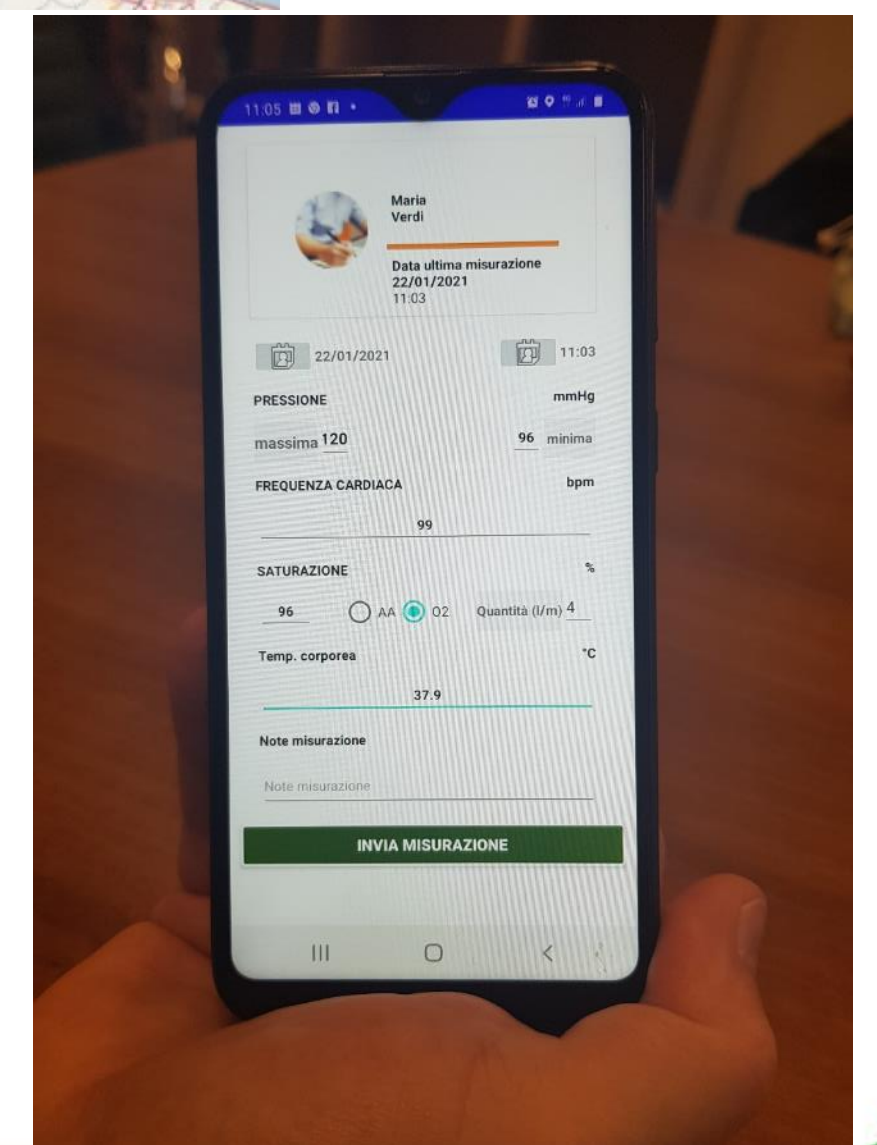 11:05
Maria
Verdi
Data ultima misurazione
22/01/2021
11:03
22/01/2021 11:03
PRESSIONE mmHg
massima 120 96 minima
FREQUENZA CARDIACA bpm
99
SATURAZIONE %
96 AA O2 Quantità (l/m) 4
Temp. corporea °C
37.9
Note misurazione
Note misurazione
INVIA MISURAZIONE